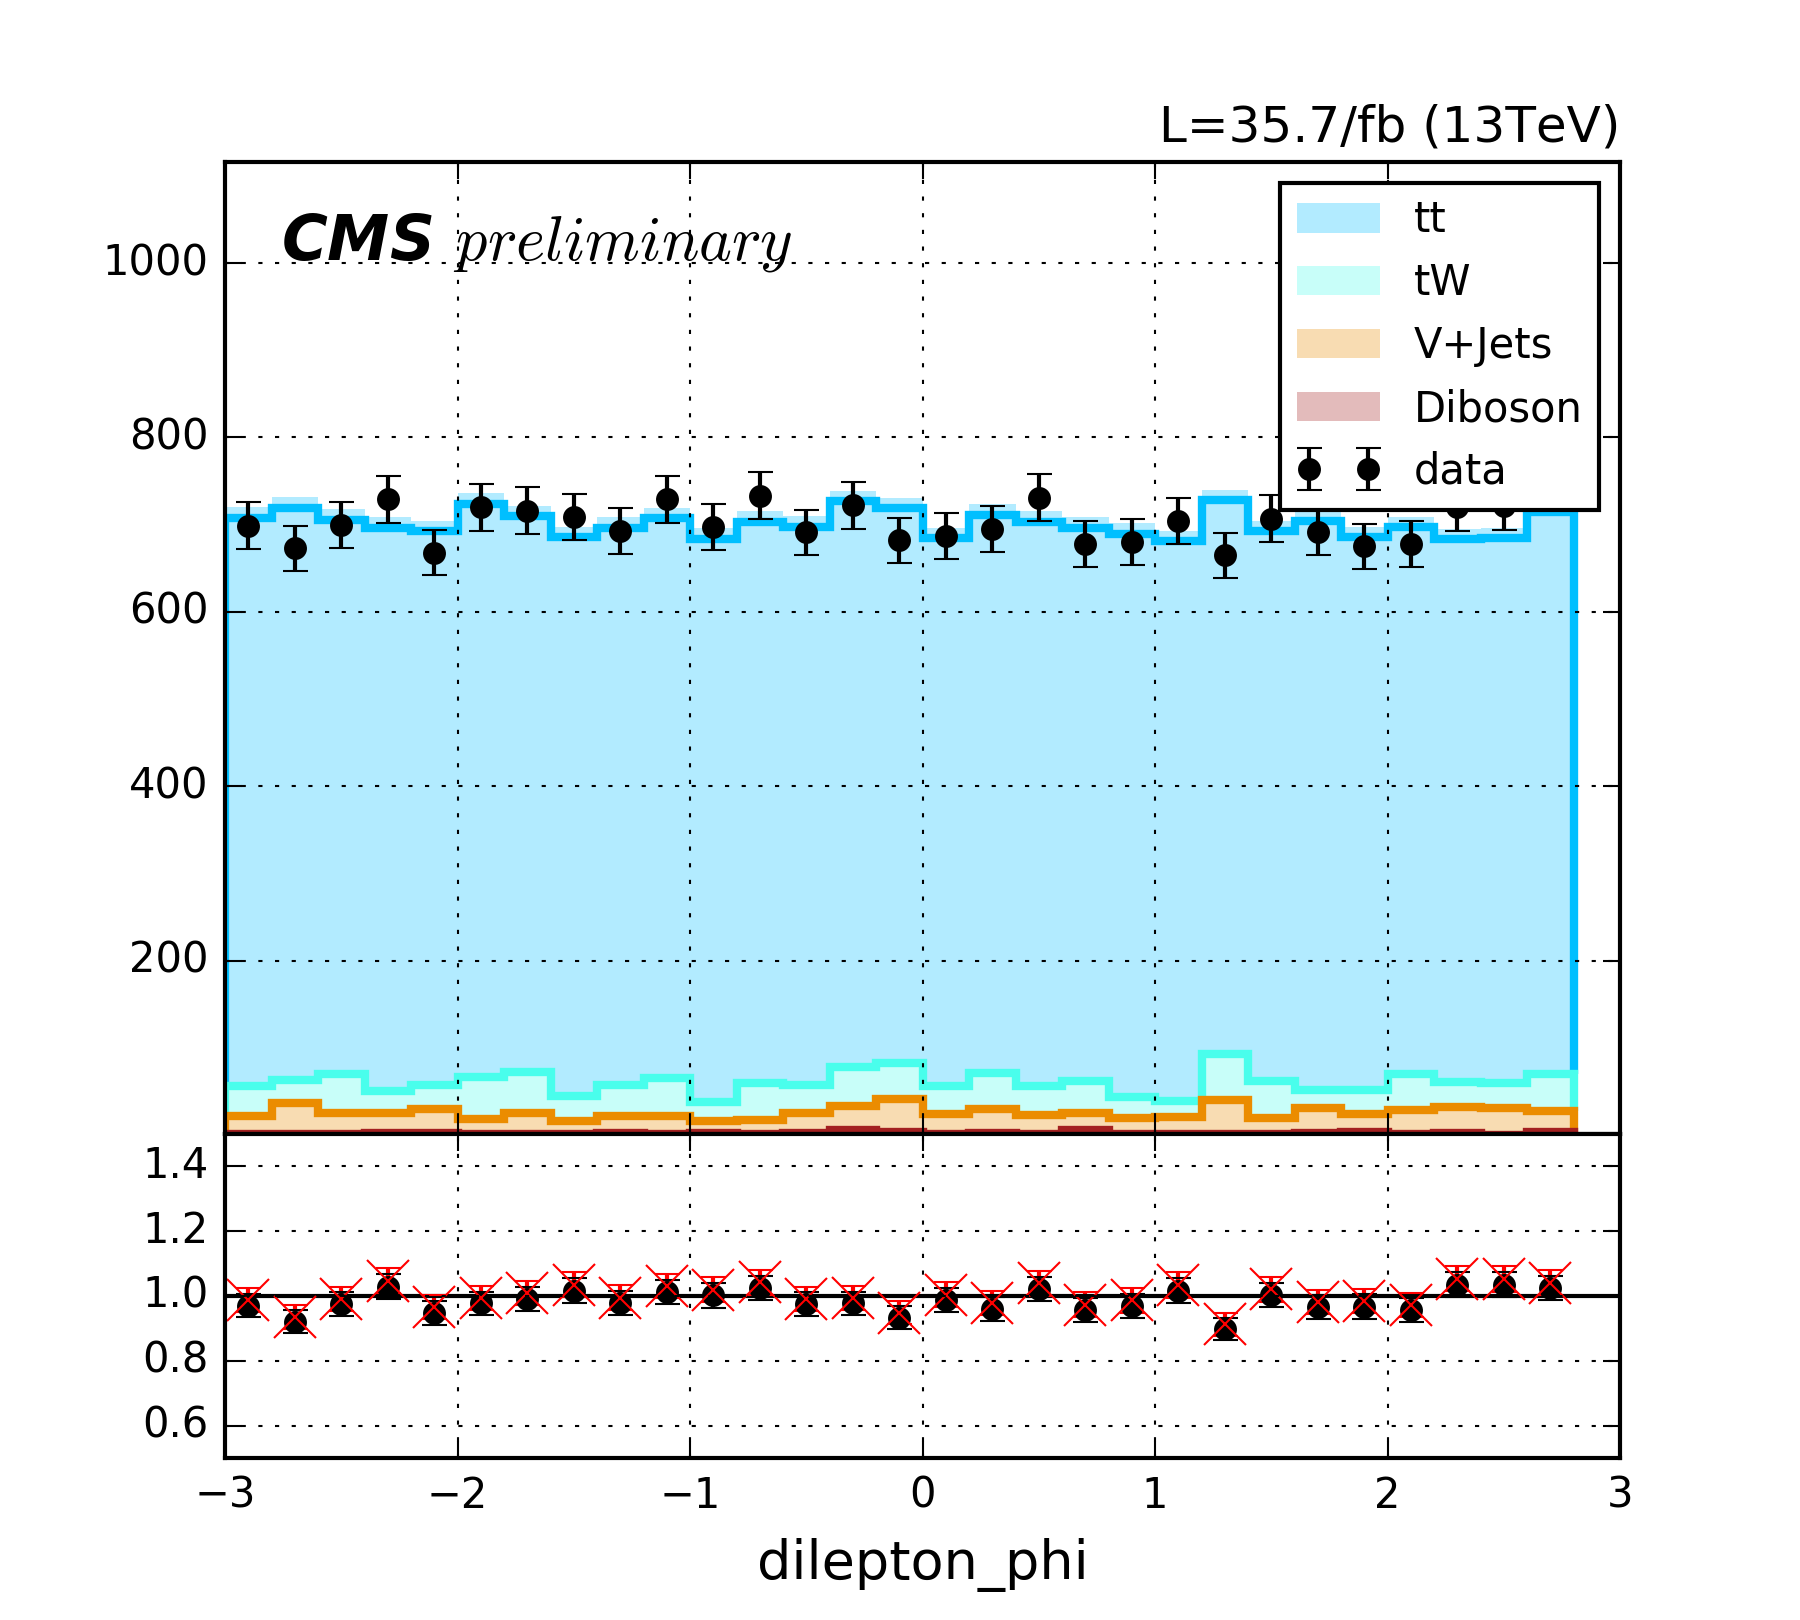 L=35.7/fb (13TeV)
CMS preliminary
tt
tW
V+Jets
Diboson
data
1000
800
600
400
200
1.4
1.2
1.0
0.8
0.6
−3 −2 −1 0 1 2 3
dilepton_phi